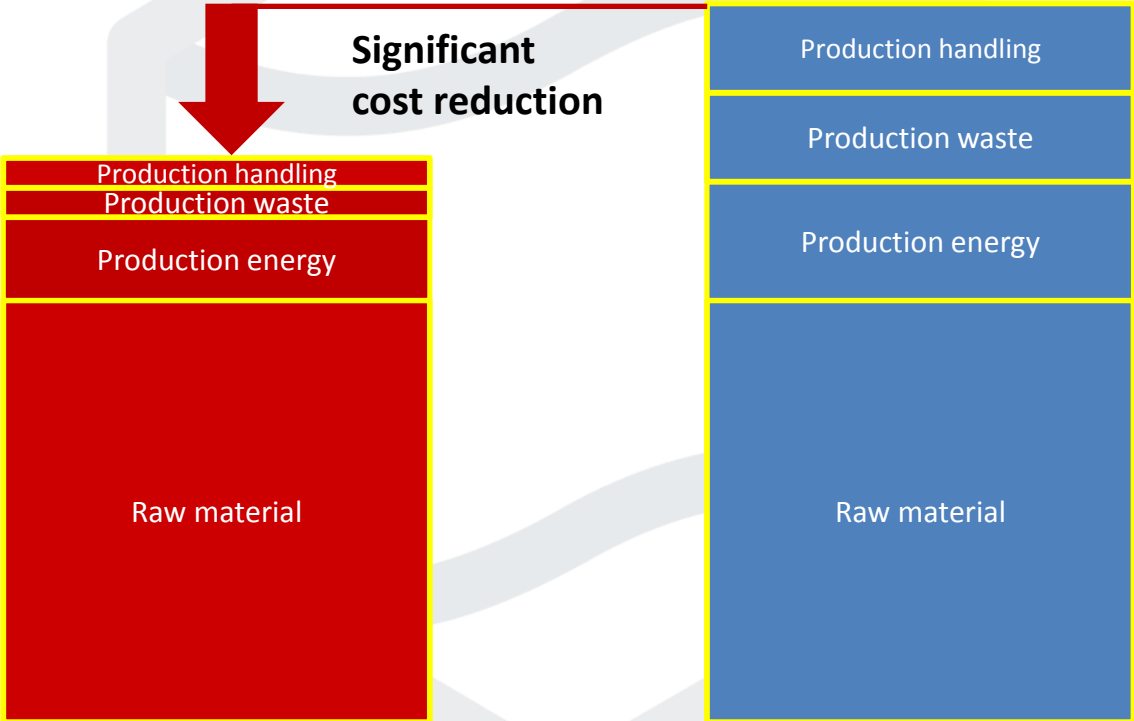 Significant
cost reduction
Production handling
Production waste
Production energy
Raw material
Production handling
Production waste
Production energy
Raw material